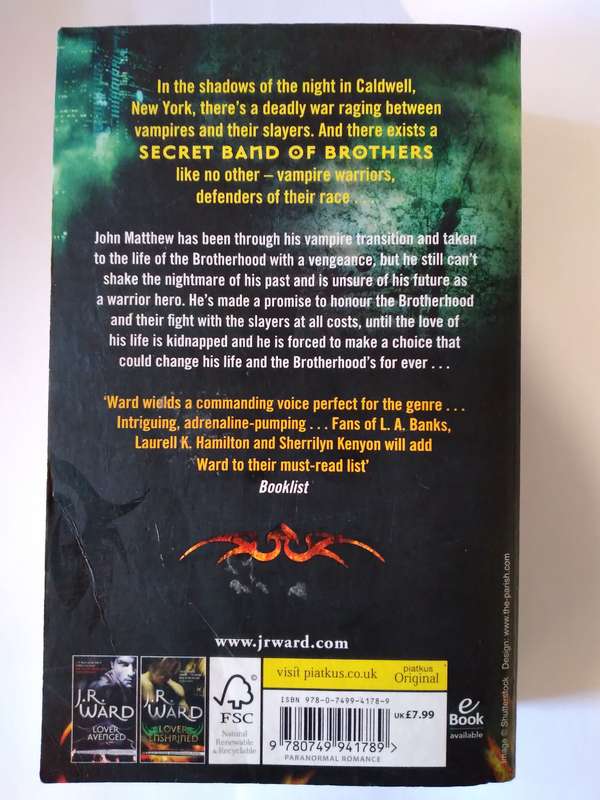 In the shadows of the night in Caldwell,
New York, there's a deadly war raging between
vampires and their slayers. And there exists a
SECRET BAND OF BROTHERS
like no other – vampire warriors,
defenders of their race . . .
John Matthew has been through his vampire transition and taken
to the life of the Brotherhood with a vengeance, but he still can't
shake the nightmare of his past and is unsure of his future as
a warrior hero. He's made a promise to honour the Brotherhood
and their fight with the slayers at all costs, until the love of
his life is kidnapped and he is forced to make a choice that
could change his life and the Brotherhood's for ever . . .
'Ward wields a commanding voice perfect for the genre . . .
Intriguing, adrenaline-pumping . . . Fans of L. A. Banks,
Laurell K. Hamilton and Sherrilyn Kenyon will add
Ward to their must-read list'
Booklist
www.jrward.com
J.R.
WARD
LOVER
AVENGED
J.R.
WARD
LOVER
ENSHRINED
FSC
Natural
Renewable
& Recyclable
visit piatkus.co.uk
piatkus
Original
ISBN 978-0-7499-4178-9
9 780749 941789 >
UK £7.99
PARANORMAL ROMANCE
e
Book
available
Image © Shutterstock Design: www.the-parish.com